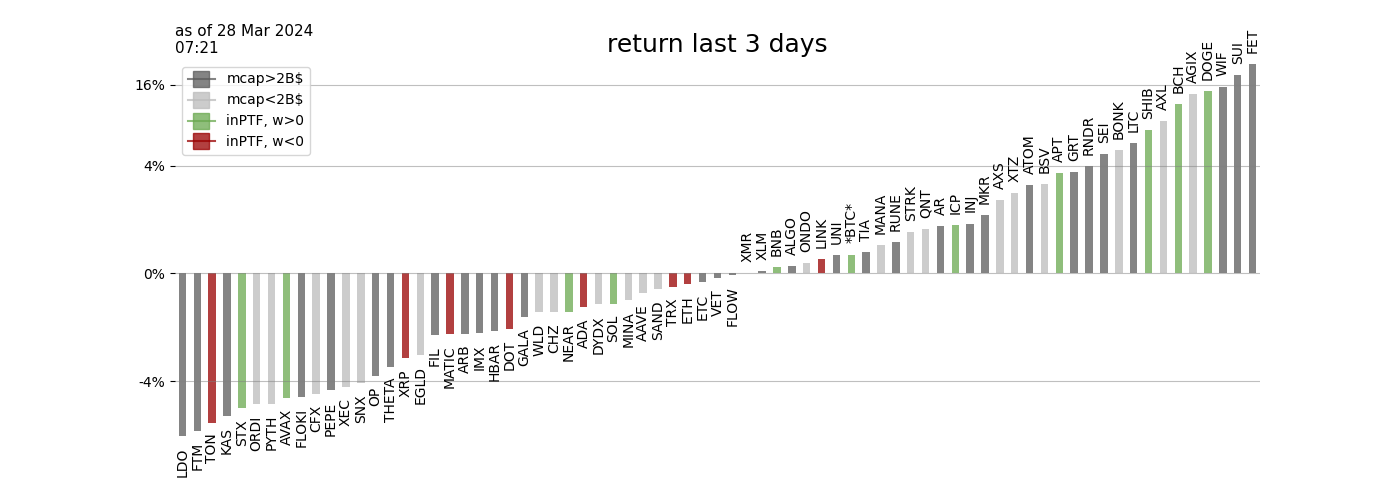 as of 28 Mar 2024
07:21
return last 3 days
mcap>2B$
mcap<2B$
inPTF, w>0
inPTF, w<0
16%
4%
0%
-4%
LDO
FTM
TON
KAS
STX
ORDI
PYTH
AVAX
FLOKI
CFX
PEPE
XEC
SNX
OP
THETA
XRP
EGLD
FIL
MATIC
ARB
IMX
HBAR
DOT
GALA
WLD
CHZ
NEAR
ADA
DYDX
SOL
MINA
AAVE
SAND
TRX
ETH
ETC
VET
FLOW
XMR
XLM
BNB
ALGO
ONDO
LINK
UNI
*BTC*
TIA
MANA
RUNE
STRK
QNT
AR
ICP
INJ
MKR
AXS
XTZ
ATOM
BSV
APT
GRT
RNDR
SEI
BONK
LTC
SHIB
AXL
BCH
AGIX
DOGE
WIF
SUI
FET